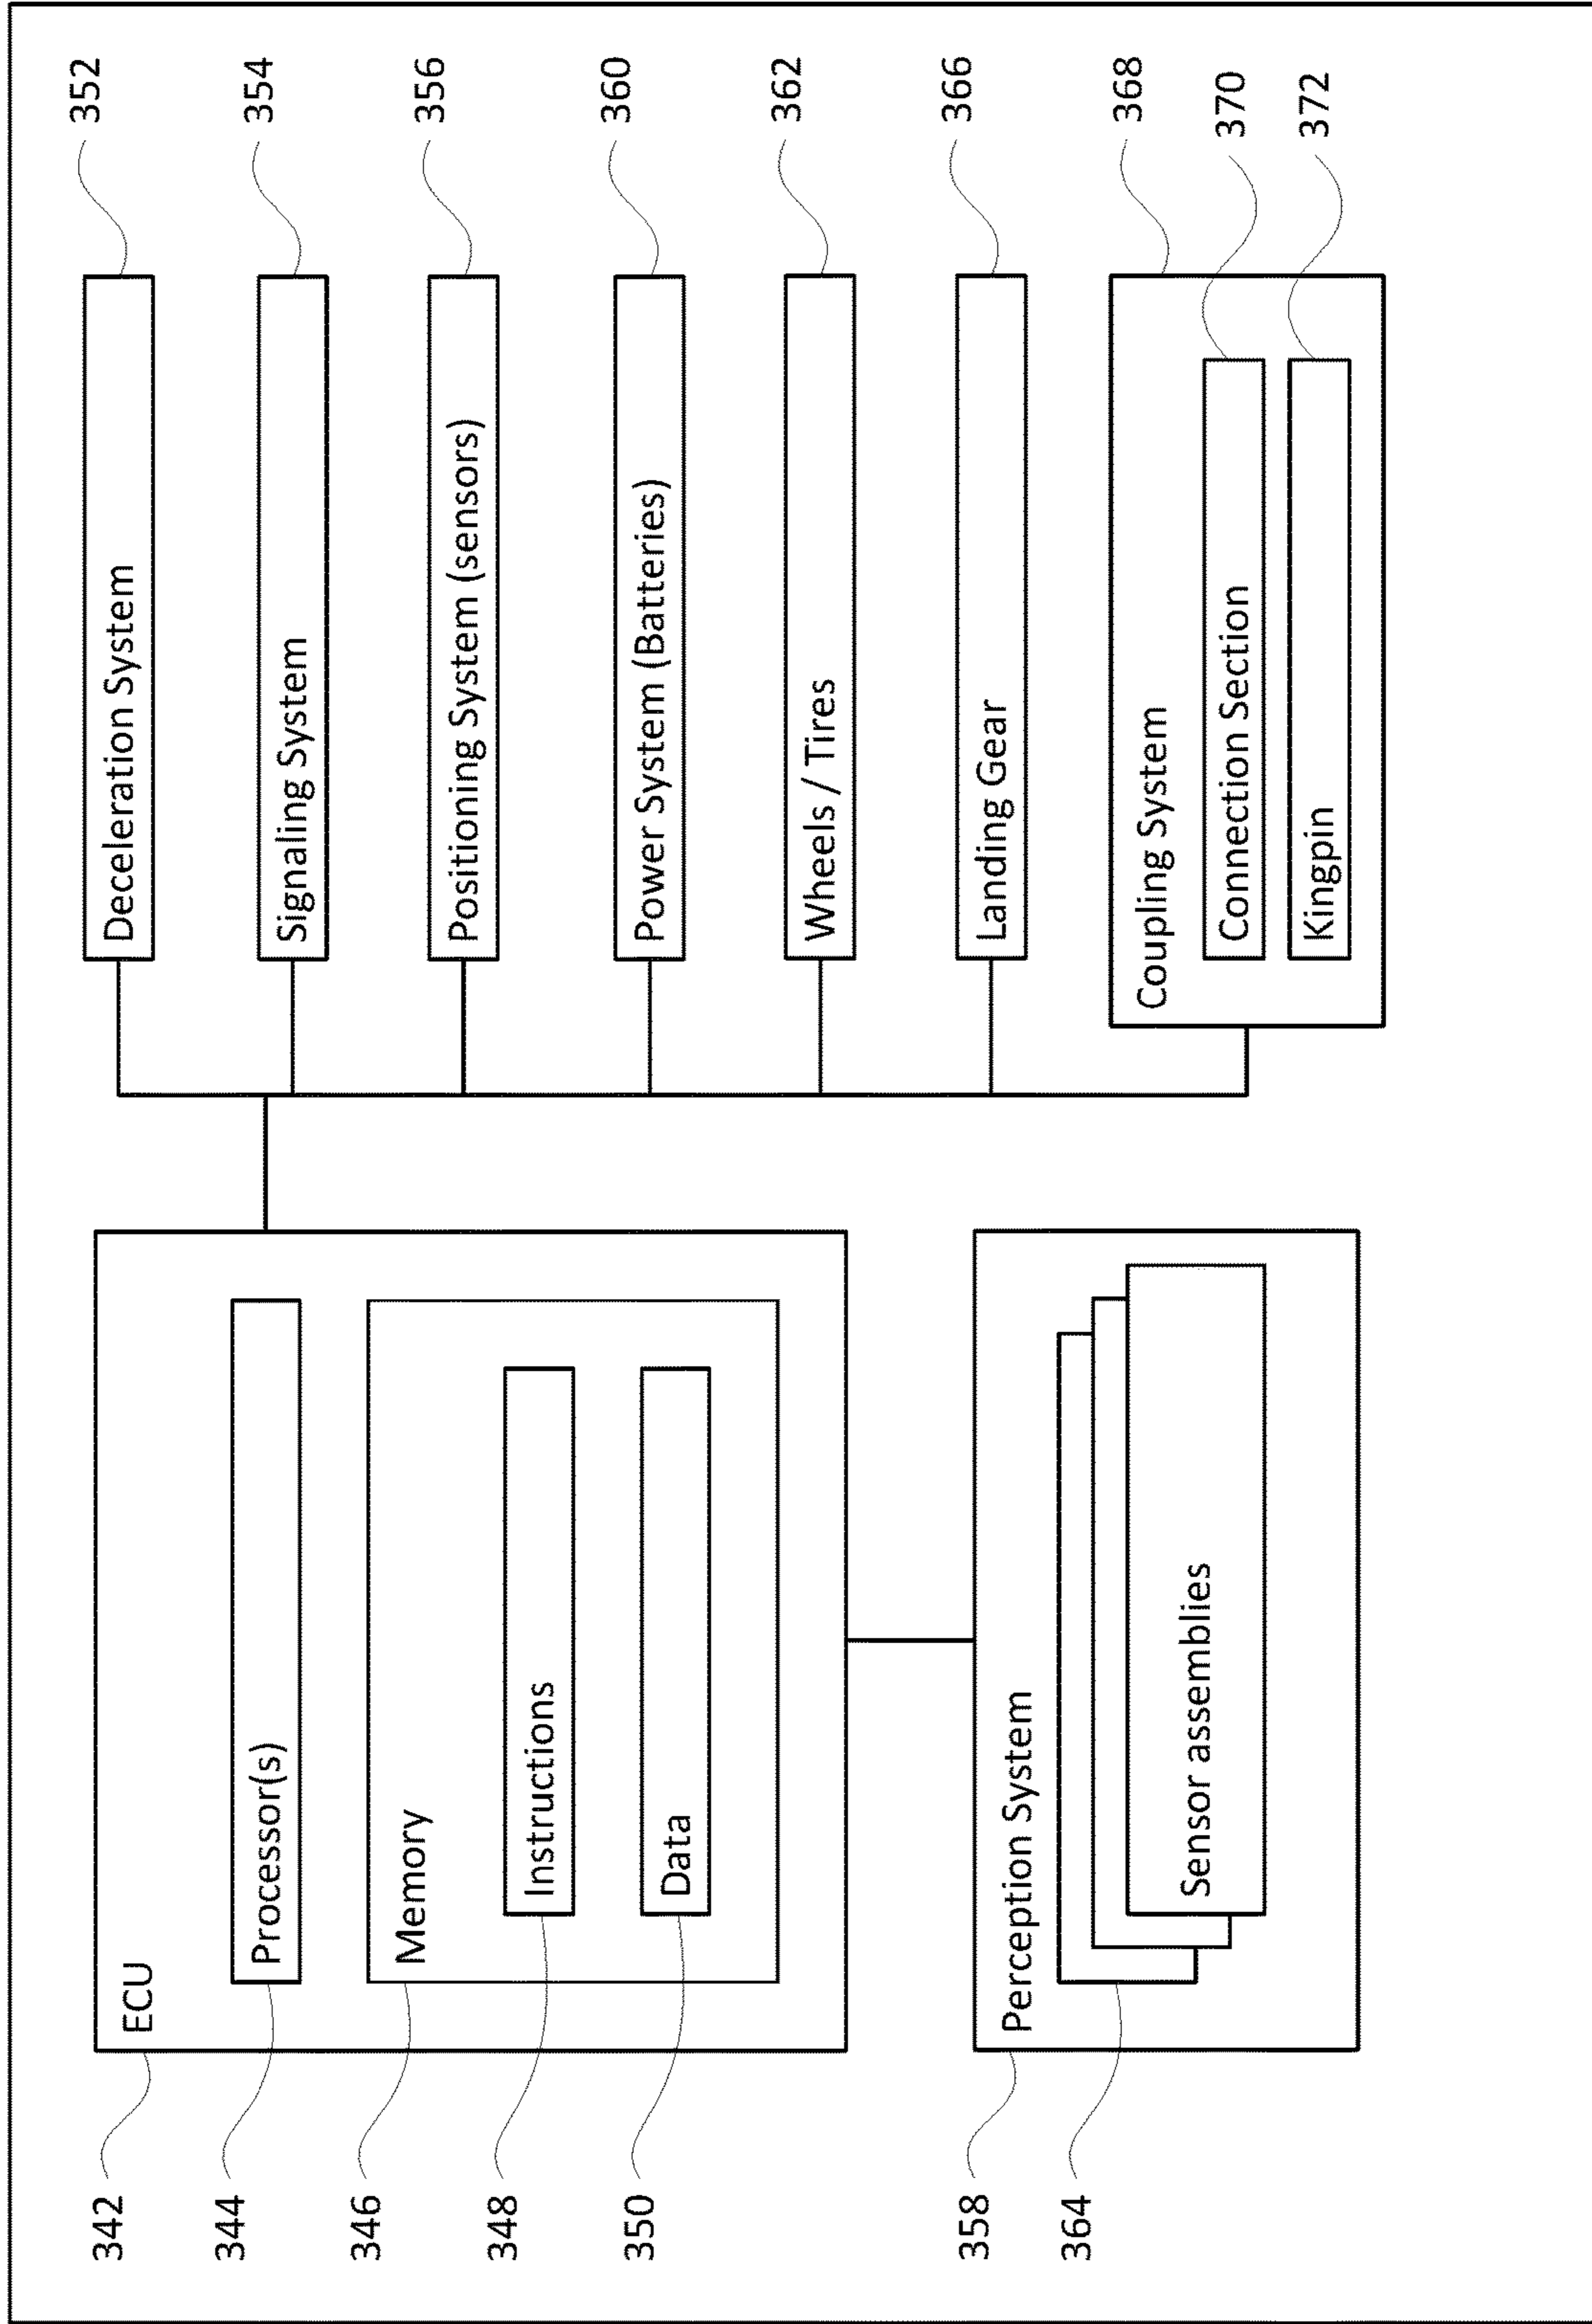 342
ECU
344
Processor(s)
346
Memory
348
Instructions
350
Data
358
Perception System
364
Sensor assemblies
Deceleration System
352
Signaling System
354
Positioning System (sensors)
356
Power System (Batteries)
360
Wheels / Tires
362
Landing Gear
366
Coupling System
368
Connection Section
370
Kingpin
372